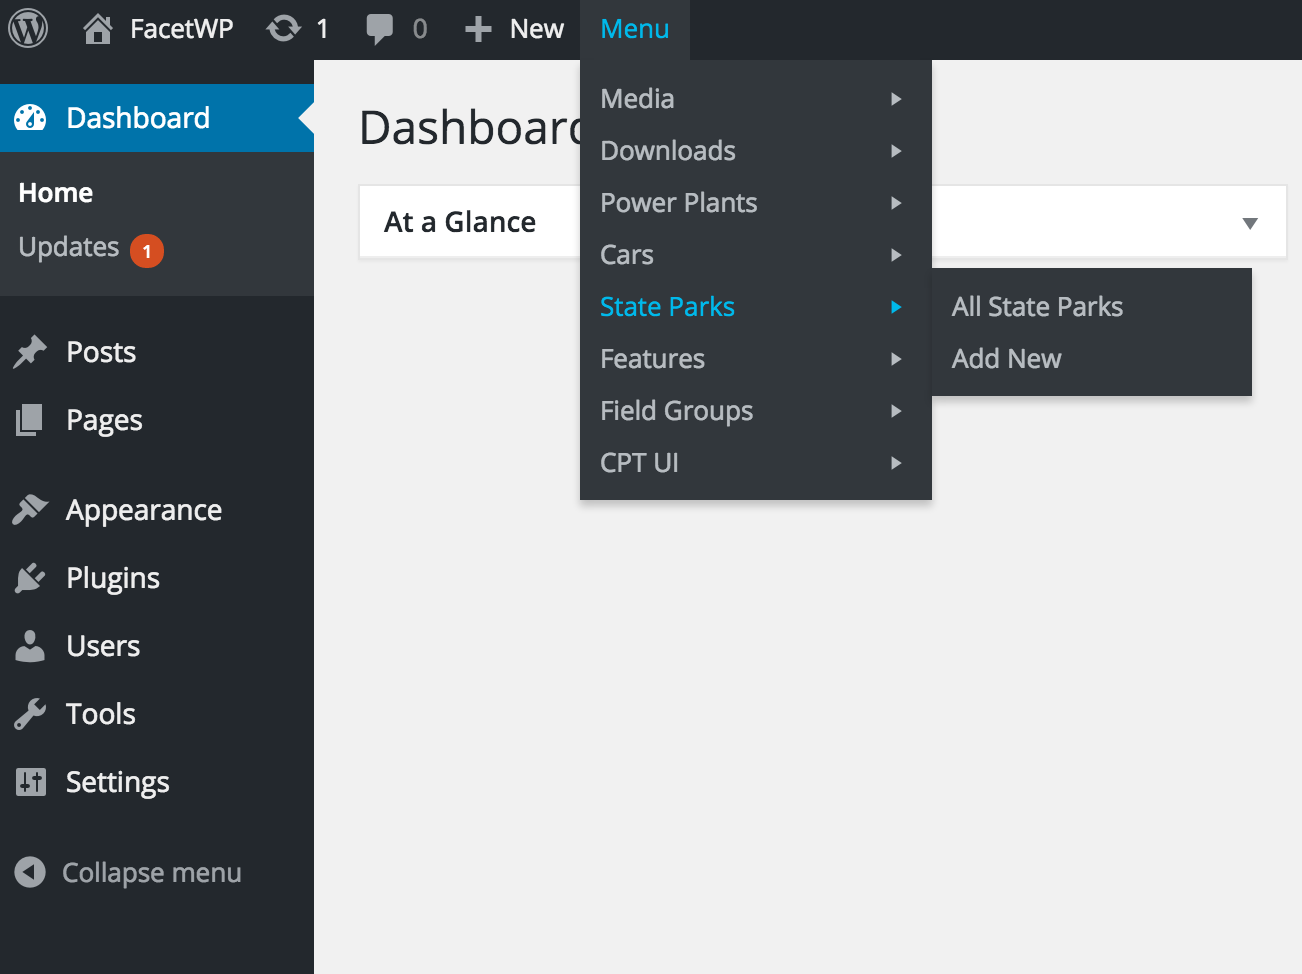 FacetWP 1 0 New Menu
Dashboard
Home
Updates 1
Posts
Pages
Appearance
Plugins
Users
Tools
Settings
Collapse menu
Dashboard
At a Glance
Media
Downloads
Power Plants
Cars
State Parks
Features
Field Groups
CPT UI
All State Parks
Add New